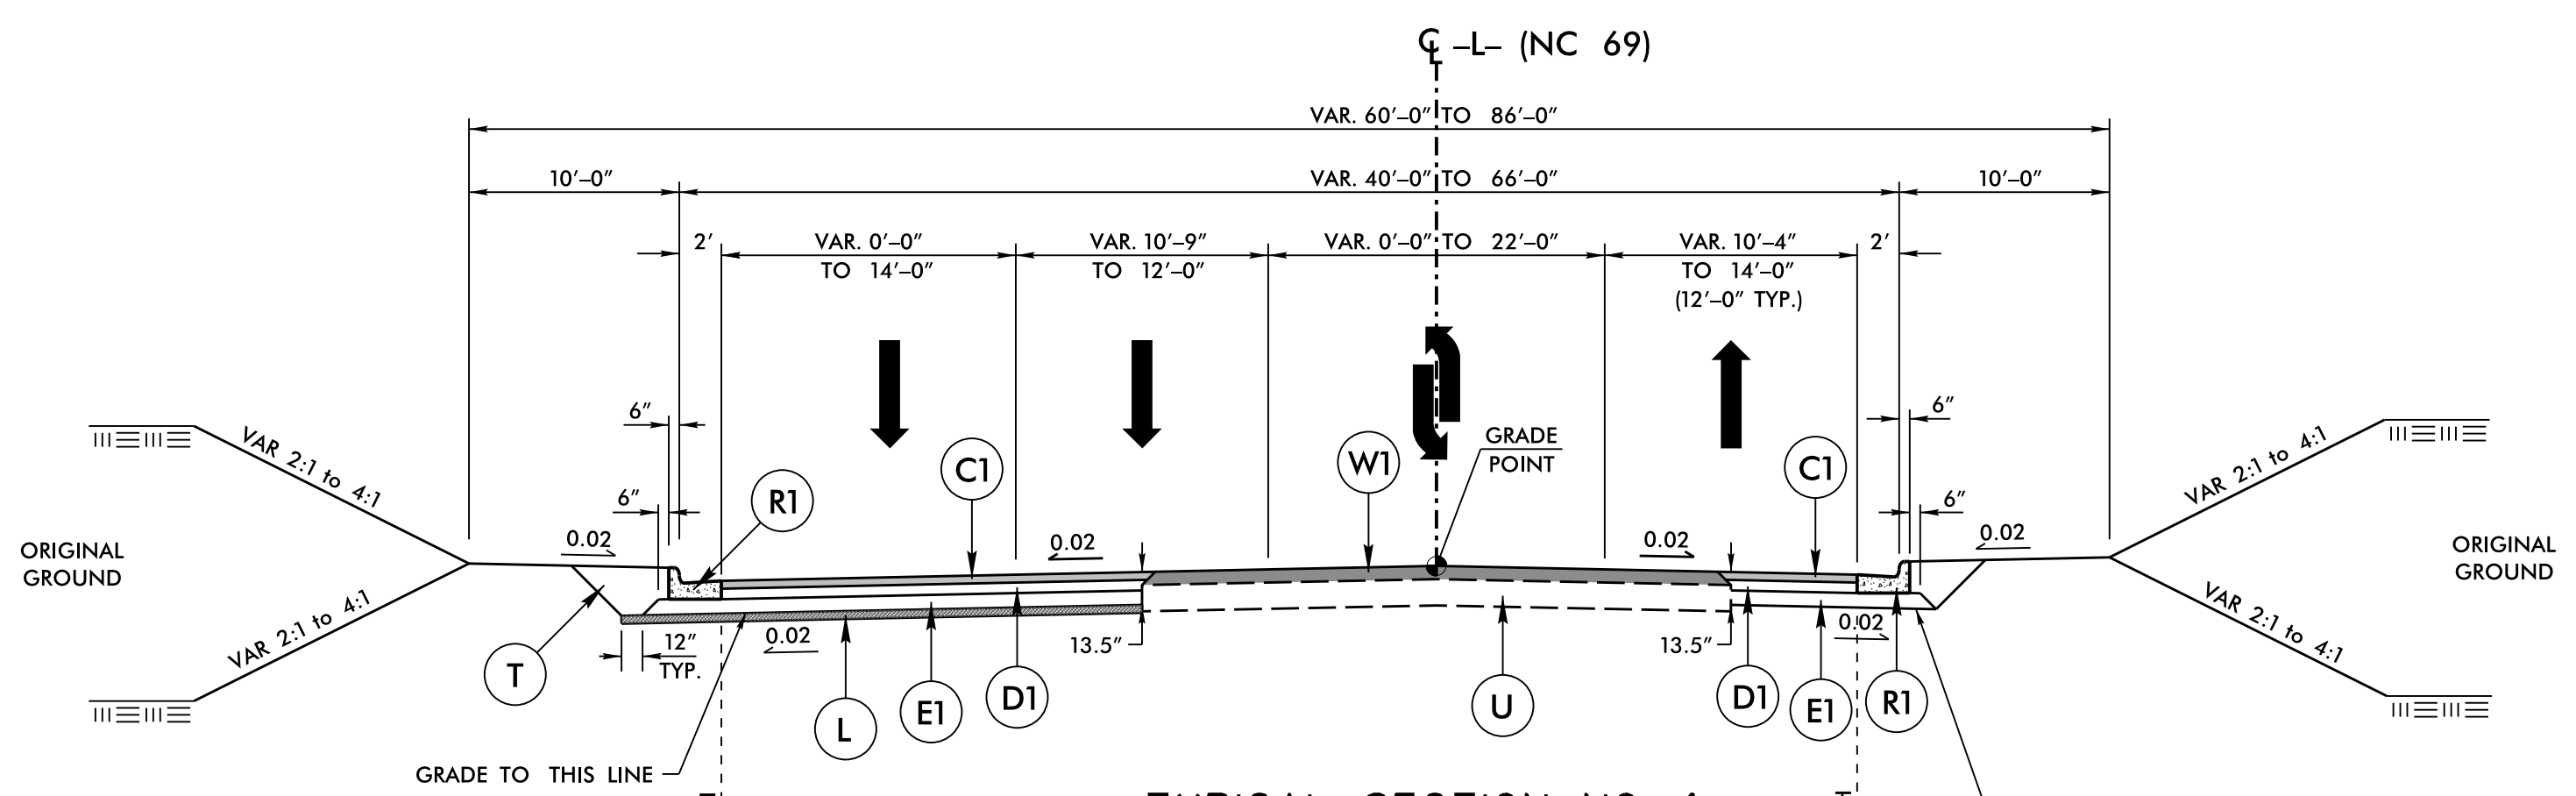 ℄ –L– (NC 69)
VAR. 60′–0″ TO 86′–0″
10′–0″ VAR. 40′–0″ TO 66′–0″ 10′–0″
2′ VAR. 0′–0″ VAR. 10′–9″ VAR. 0′–0″ TO 22′–0″ VAR. 10′–4″ 2′
TO 14′–0″ TO 12′–0″ TO 14′–0″
(12′–0″ TYP.)
6″ 6″
GRADE
POINT
VAR 2:1 to 4:1 VAR 2:1 to 4:1
C1 W1 C1
R1
6″ 6″
0.02 0.02 0.02 0.02
ORIGINAL
GROUND
ORIGINAL
GROUND
VAR 2:1 to 4:1 VAR 2:1 to 4:1
12″
TYP.
0.02 13.5″ 13.5″ 0.02
T L E1 D1 U D1 E1 R1
GRADE TO THIS LINE